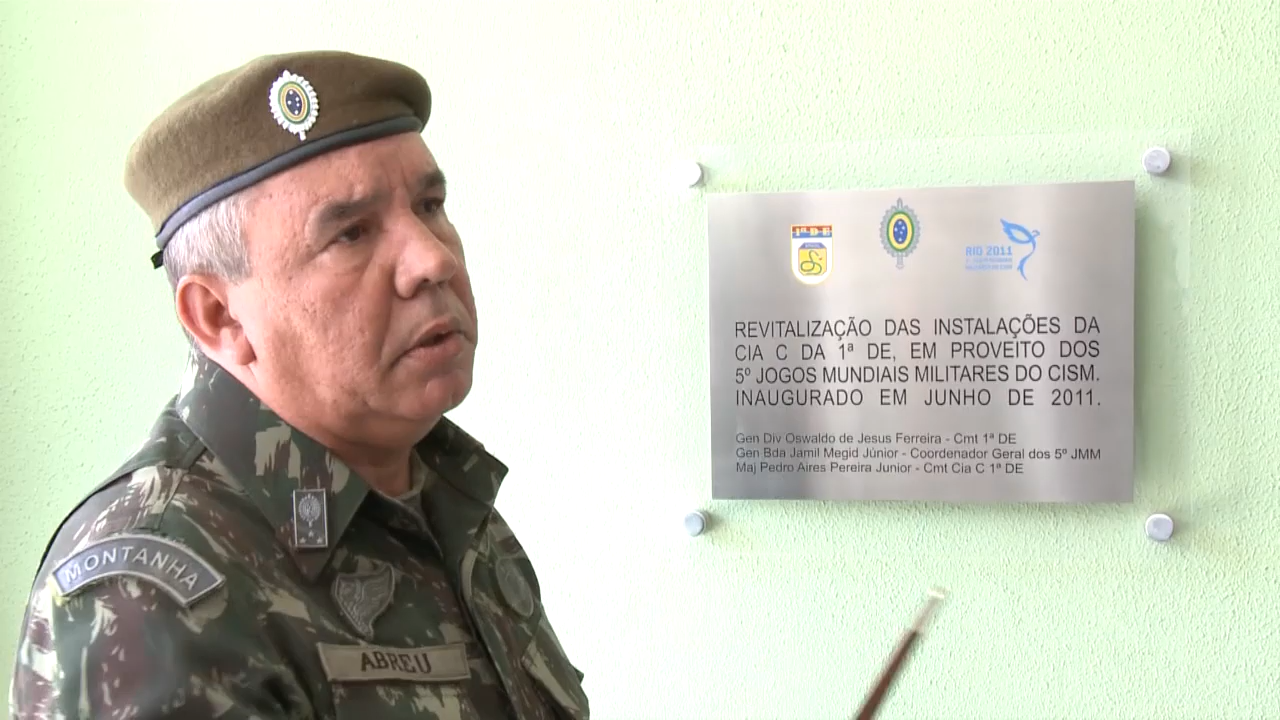 1ª D E
RIO 2011
REVITALIZAÇÃO DAS INSTALAÇÕES DA
CIA C DA 1ª DE, EM PROVEITO DOS
5º JOGOS MUNDIAIS MILITARES DO CISM.
INAUGURADO EM JUNHO DE 2011.
Gen Div Oswaldo de Jesus Ferreira - Cmt 1ª DE
Gen Bda Jamil Megid Júnior - Coordenador Geral dos 5º JMM
Maj Pedro Aires Pereira Junior - Cmt Cia C 1ª DE
MONTANHA
ABREU